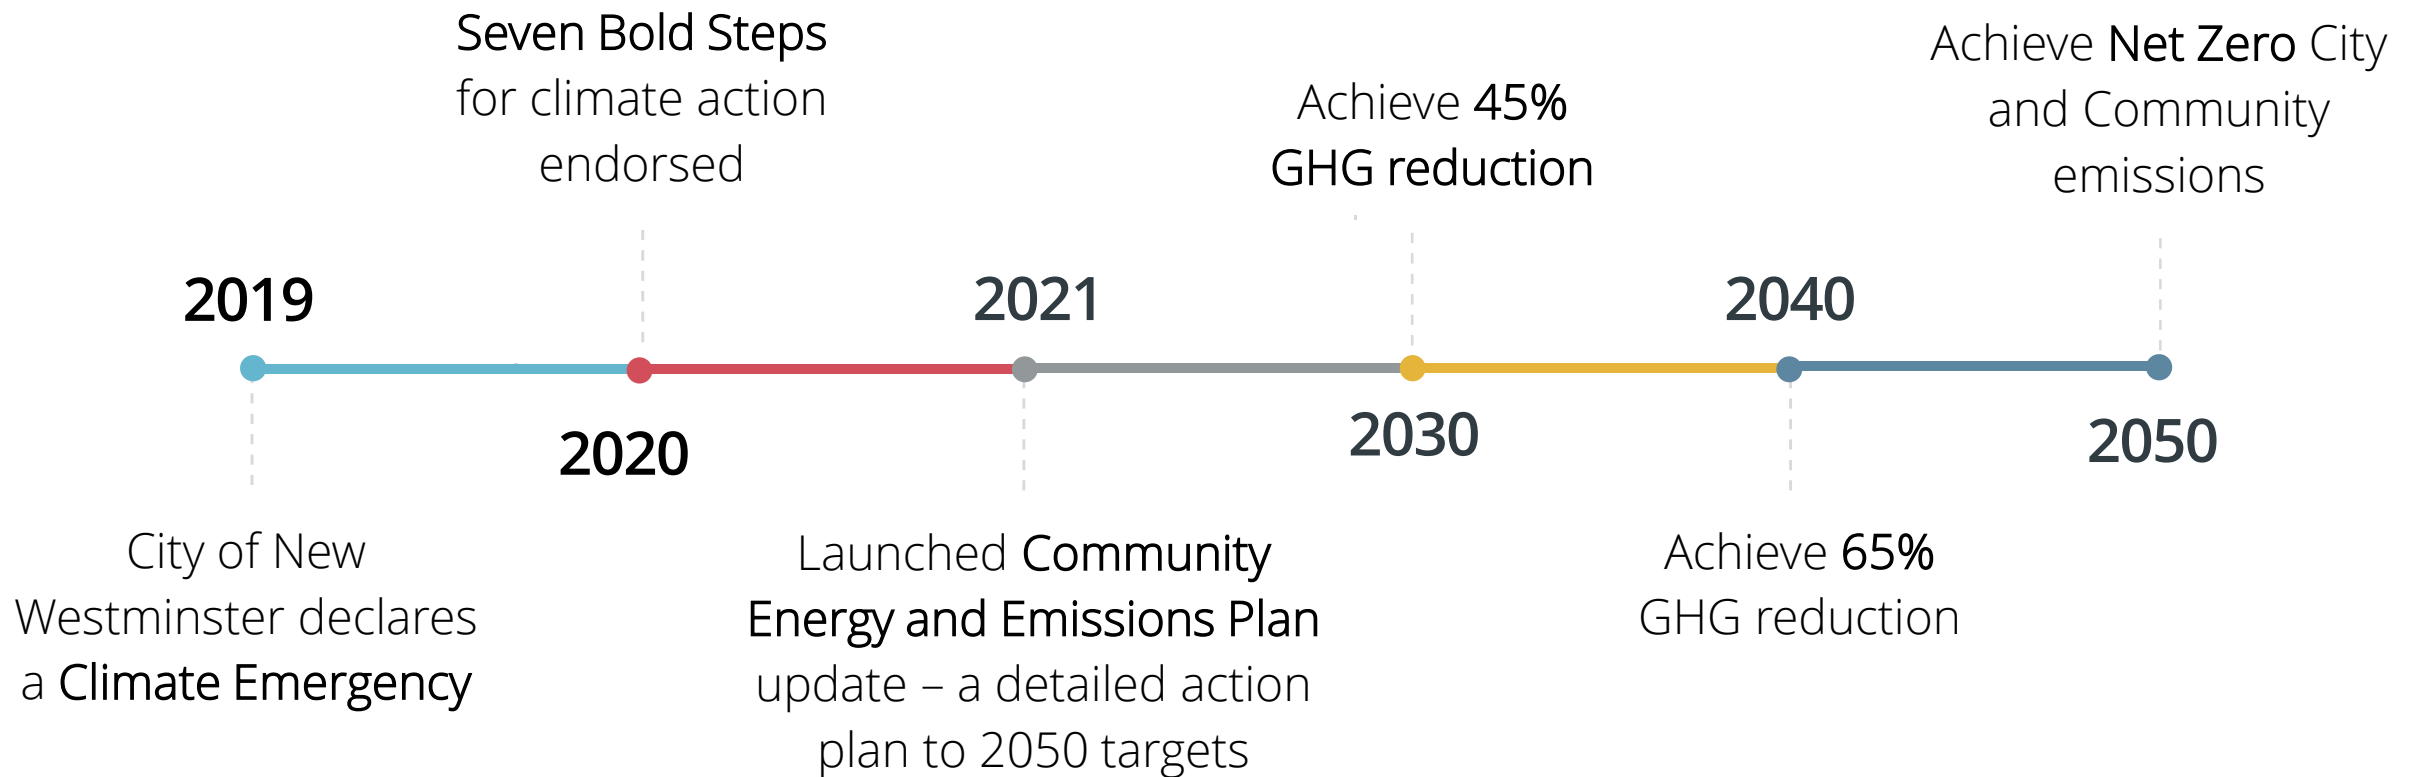 2019
City of New
Westminster declares
a Climate Emergency
Seven Bold Steps
for climate action
endorsed
2020
2021
Launched Community
Energy and Emissions Plan
update – a detailed action
plan to 2050 targets
Achieve 45%
GHG reduction
2030
2040
Achieve 65%
GHG reduction
Achieve Net Zero City
and Community
emissions
2050